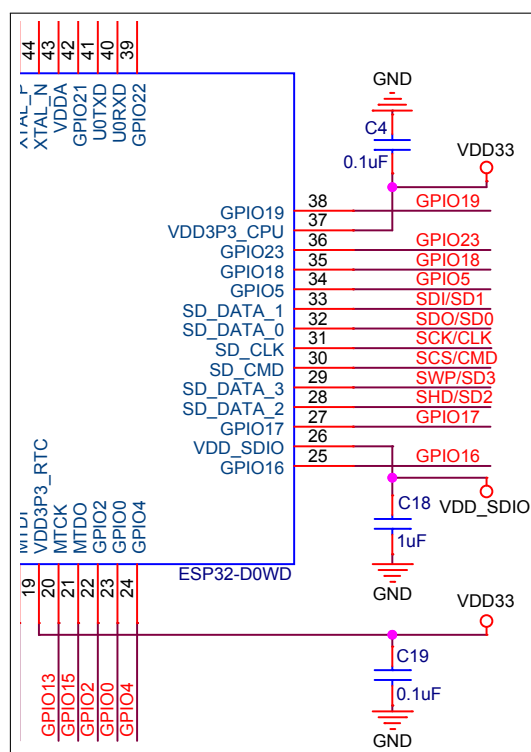 44
43
42
41
40
39
XTAL_P
XTAL_N
VDDA
GPIO21
U0TXD
U0RXD
GPIO22
GND
C4
0.1uF
VDD33
GPIO19 38 GPIO19
VDD3P3_CPU 37
GPIO23 36 GPIO23
GPIO18 35 GPIO18
GPIO5 34 GPIO5
SD_DATA_1 33 SDI/SD1
SD_DATA_0 32 SDO/SD0
SD_CLK 31 SCK/CLK
SD_CMD 30 SCS/CMD
SD_DATA_3 29 SWP/SD3
SD_DATA_2 28 SHD/SD2
GPIO17 27 GPIO17
VDD_SDIO 26
GPIO16 25 GPIO16
VDD_SDIO
C18
1uF
GND
MTDI
VDD3P3_RTC
MTCK
MTDO
GPIO2
GPIO0
GPIO4
ESP32-D0WD
19
20
21
22
23
24
GPIO13
GPIO15
GPIO2
GPIO0
GPIO4
VDD33
C19
0.1uF
GND